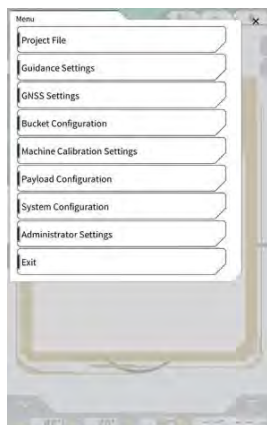 Menu
Project File
Guidance Settings
GNSS Settings
Bucket Configuration
Machine Calibration Settings
Payload Configuration
System Configuration
Administrator Settings
Exit